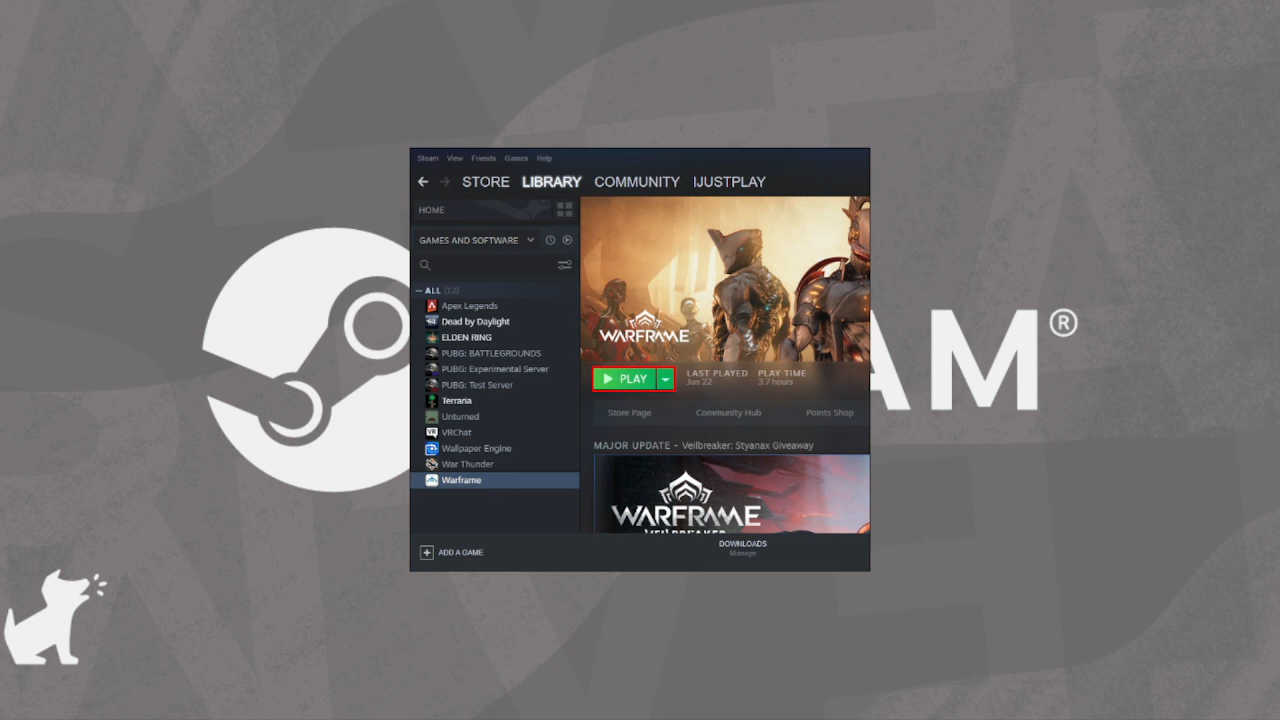 Steam View Friends Games Help
STORE LIBRARY COMMUNITY IJUSTPLAY
HOME
GAMES AND SOFTWARE
ALL (12)
Apex Legends
Dead by Daylight
ELDEN RING
PUBG: BATTLEGROUNDS
PUBG: Experimental Server
PUBG: Test Server
Terraria
Unturned
VRChat
Wallpaper Engine
War Thunder
Warframe
ADD A GAME
WARFRAME
PLAY
LAST PLAYED
Jun 22
PLAY TIME
3.7 hours
Store Page Community Hub Points Shop
MAJOR UPDATE - Veilbreaker: Styanax Giveaway
WARFRAME
VEILBREAKER
DOWNLOADS
Manage
AM®